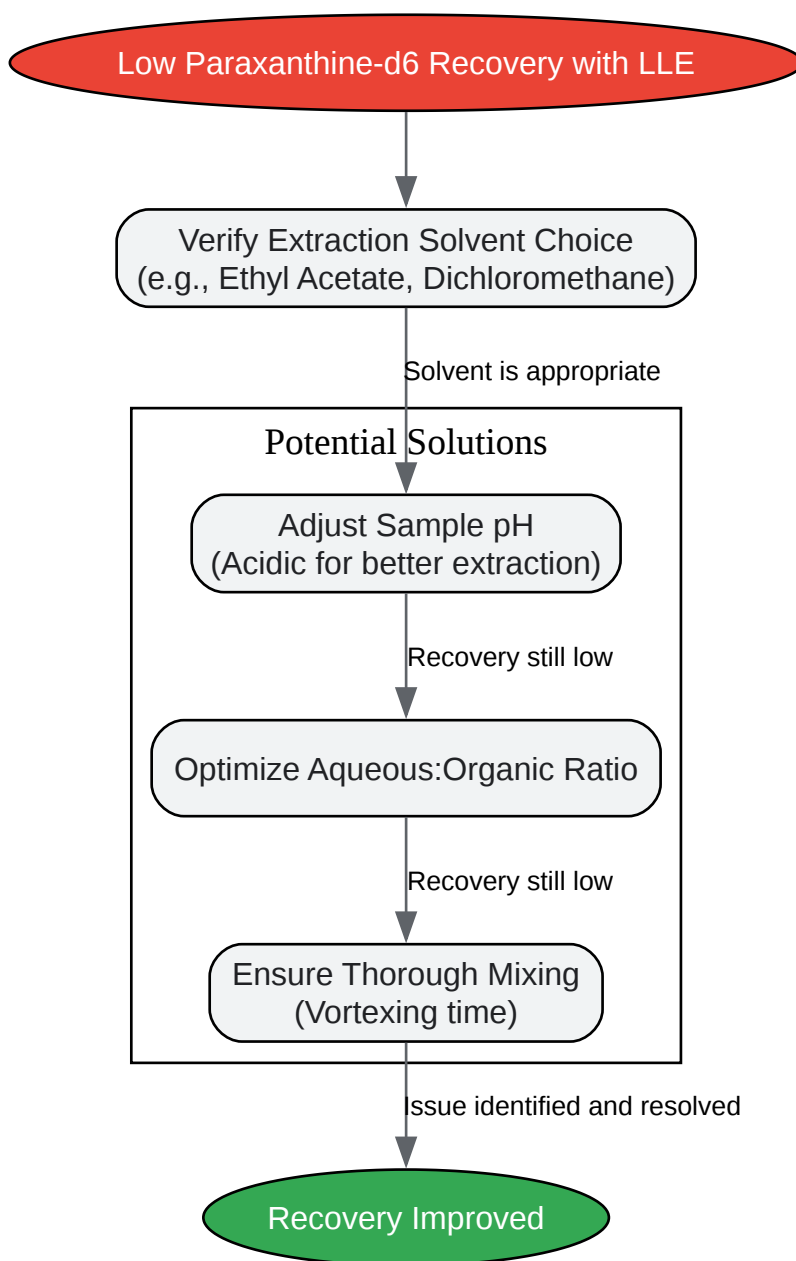 Low Paraxanthine-d6 Recovery with LLE
Verify Extraction Solvent Choice
(e.g., Ethyl Acetate, Dichloromethane)
Solvent is appropriate
Potential Solutions
Adjust Sample pH
(Acidic for better extraction)
Recovery still low
Optimize Aqueous:Organic Ratio
Recovery still low
Ensure Thorough Mixing
(Vortexing time)
Issue identified and resolved
Recovery Improved